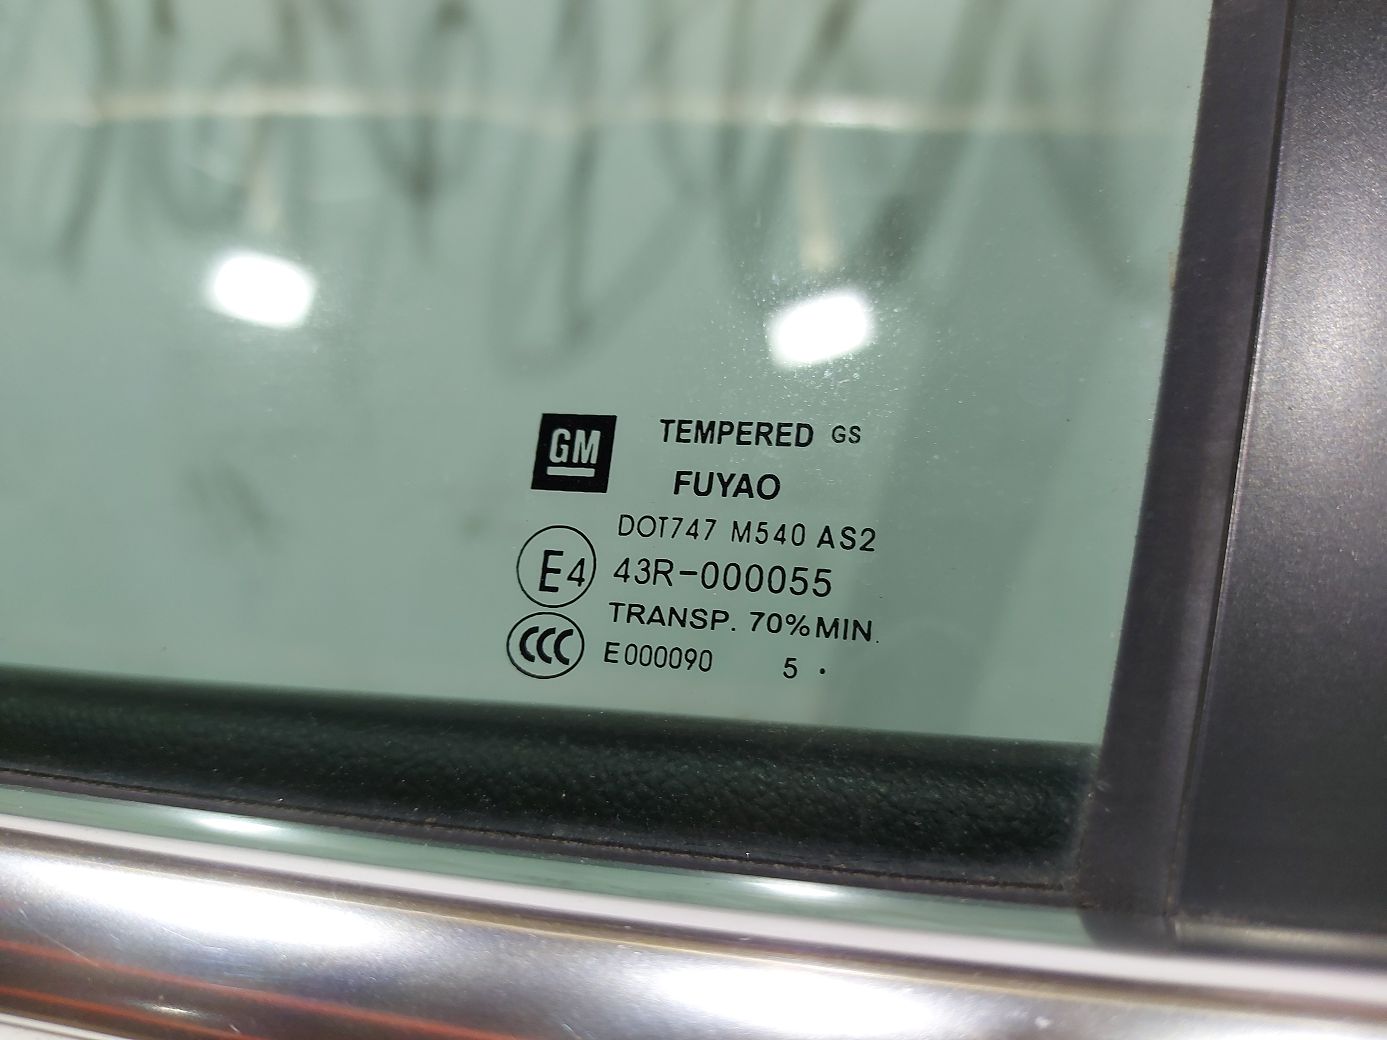 GM
TEMPERED GS
FUYAO
DOT747 M540 AS2
E4 43R-000055
TRANSP. 70%MIN.
CCC E000090 5 .